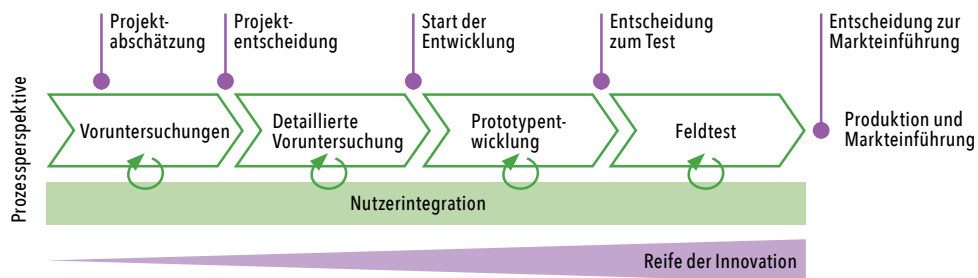 Projekt-
abschätzung
Projekt-
entscheidung
Start der
Entwicklung
Entscheidung
zum Test
Entscheidung zur
Markteinführung
Prozessperspektive
Voruntersuchungen
Detaillierte
Voruntersuchung
Prototypent-
wicklung
Feldtest
Produktion und
Markteinführung
Nutzerintegration
Reife der Innovation